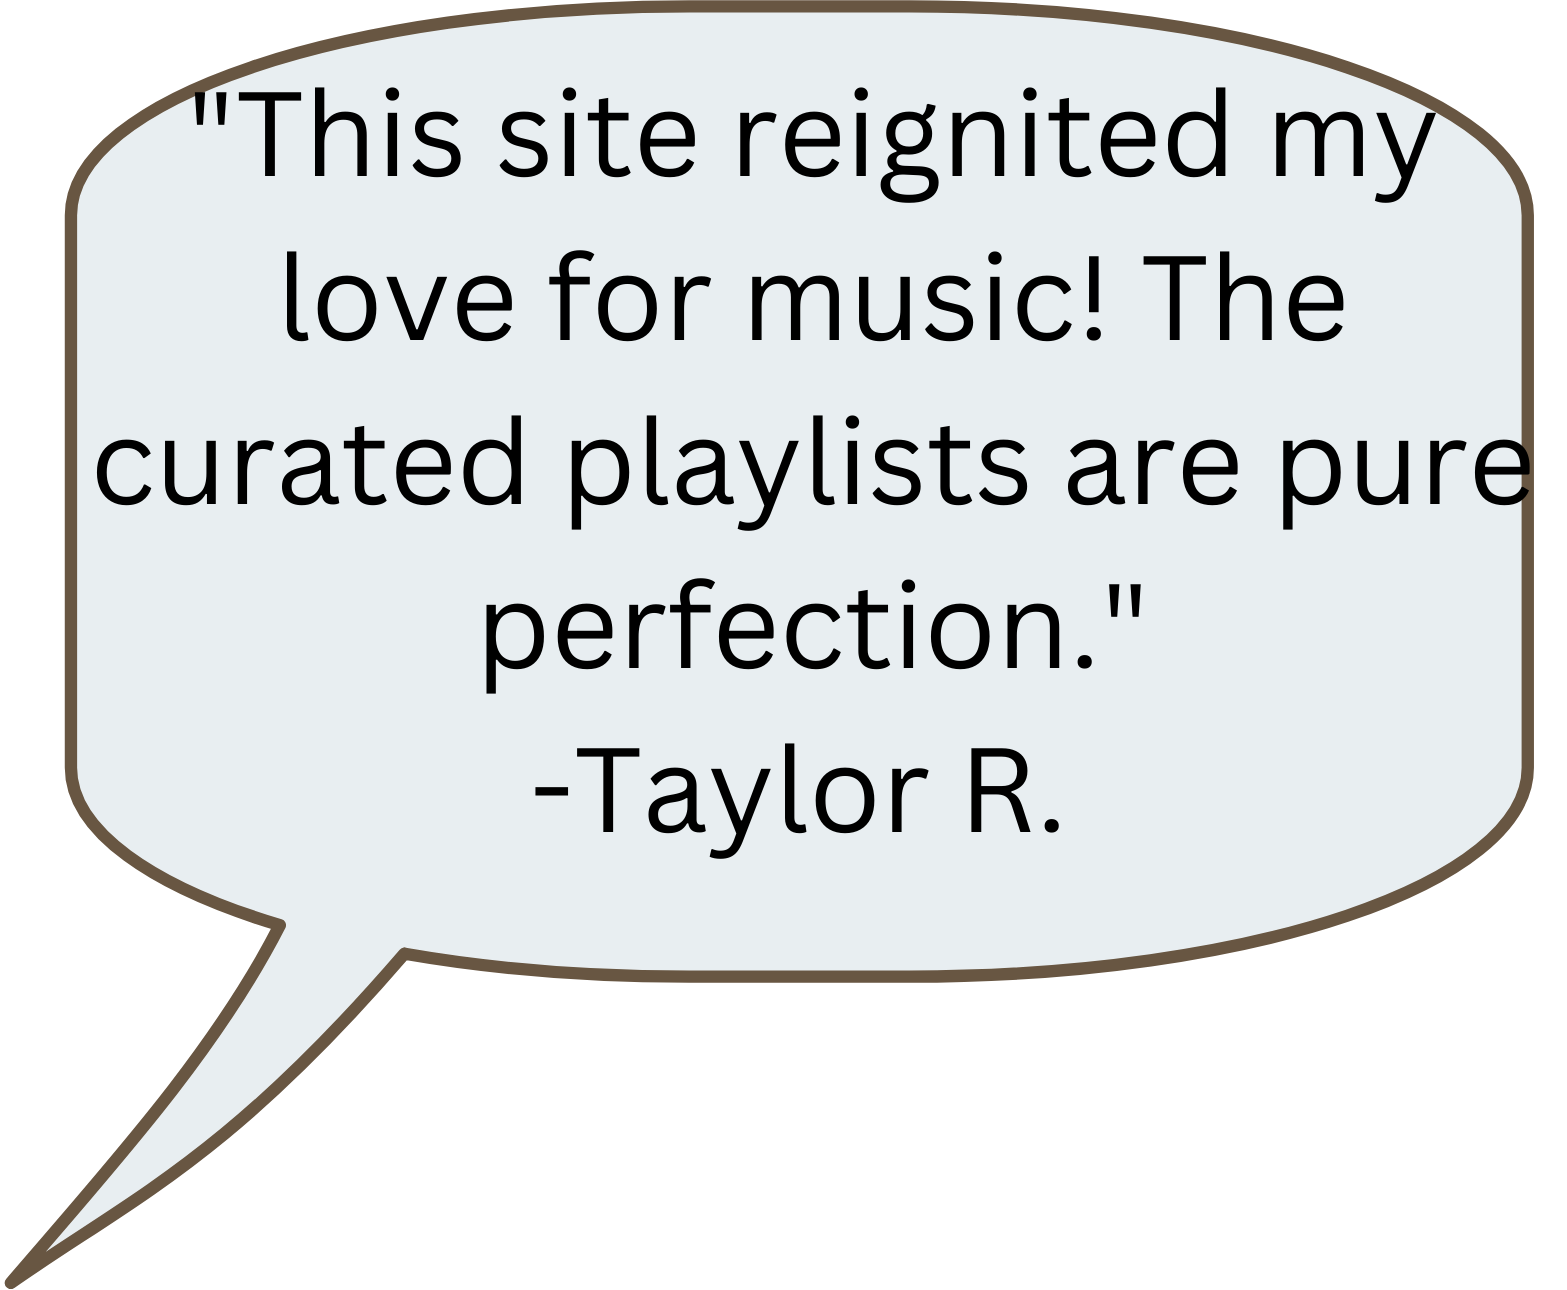 "This site reignited my
love for music! The
curated playlists are pure
perfection."
-Taylor R.